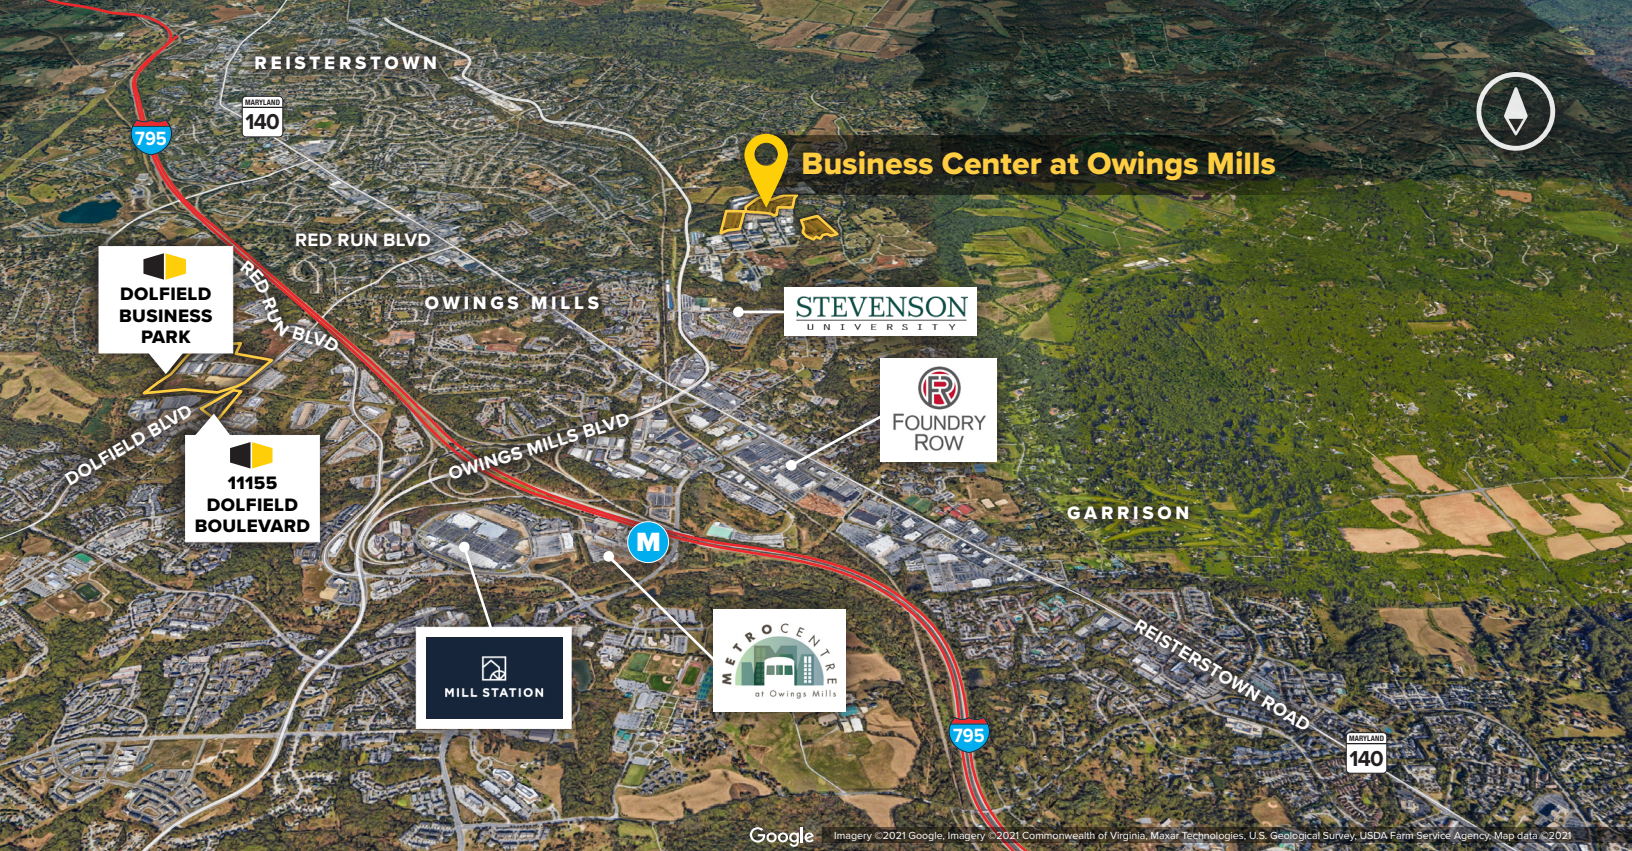 REISTERSTOWN
MARYLAND
140
795
Business Center at Owings Mills
RED RUN BLVD
DOLFIELD
BUSINESS
PARK
RED RUN BLVD
OWINGS MILLS
STEVENSON
UNIVERSITY
FR
FOUNDRY
ROW
DOLFIELD BLVD
OWINGS MILLS BLVD
11155
DOLFIELD
BOULEVARD
GARRISON
M
METROCENTRE
at Owings Mills
MILL STATION
REISTERSTOWN ROAD
795
MARYLAND
140
Google
Imagery ©2021 Google, Imagery ©2021 Commonwealth of Virginia, Maxar Technologies, U.S. Geological Survey, USDA Farm Service Agency, Map data ©2021